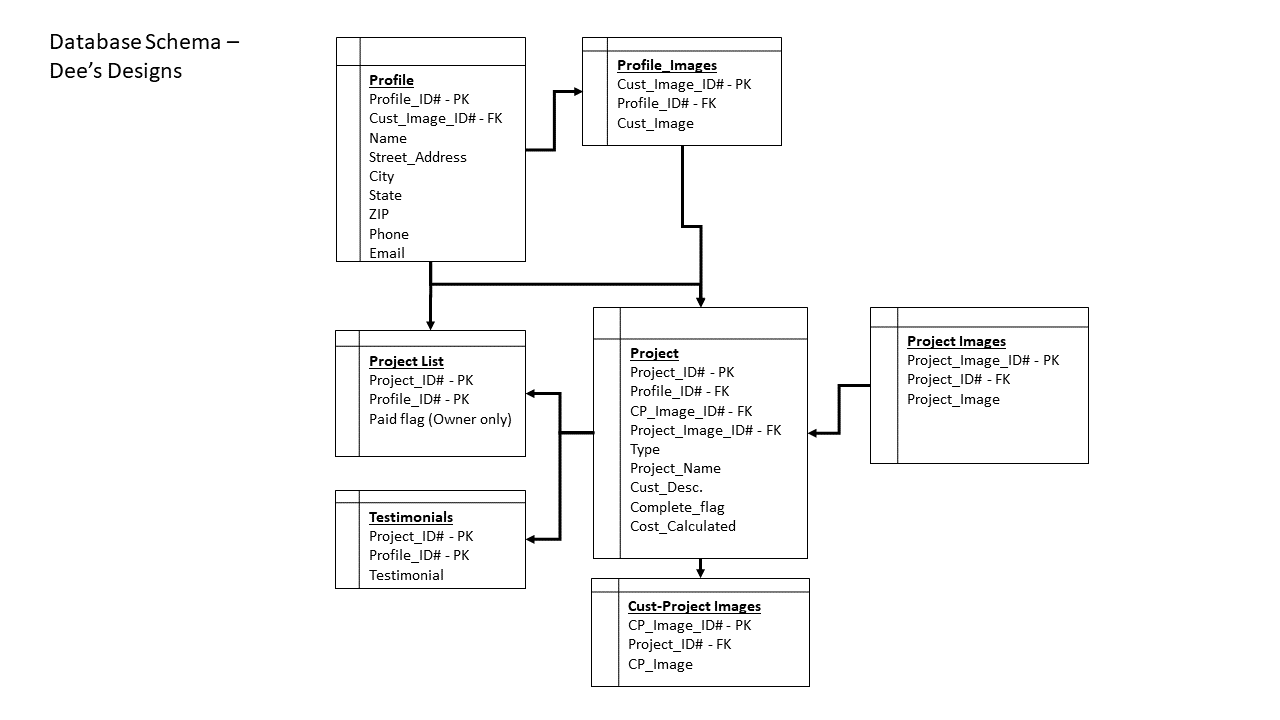 Database Schema –
Dee's Designs
Profile
Profile_ID# - PK
Cust_Image_ID# - FK
Name
Street_Address
City
State
ZIP
Phone
Email
Profile_Images
Cust_Image_ID# - PK
Profile_ID# - FK
Cust_Image
Project List
Project_ID# - PK
Profile_ID# - PK
Paid flag (Owner only)
Project
Project_ID# - PK
Profile_ID# - FK
CP_Image_ID# - FK
Project_Image_ID# - FK
Type
Project_Name
Cust_Desc.
Complete_flag
Cost_Calculated
Project Images
Project_Image_ID# - PK
Project_ID# - FK
Project_Image
Testimonials
Project_ID# - PK
Profile_ID# - PK
Testimonial
Cust-Project Images
CP_Image_ID# - PK
Project_ID# - FK
CP_Image